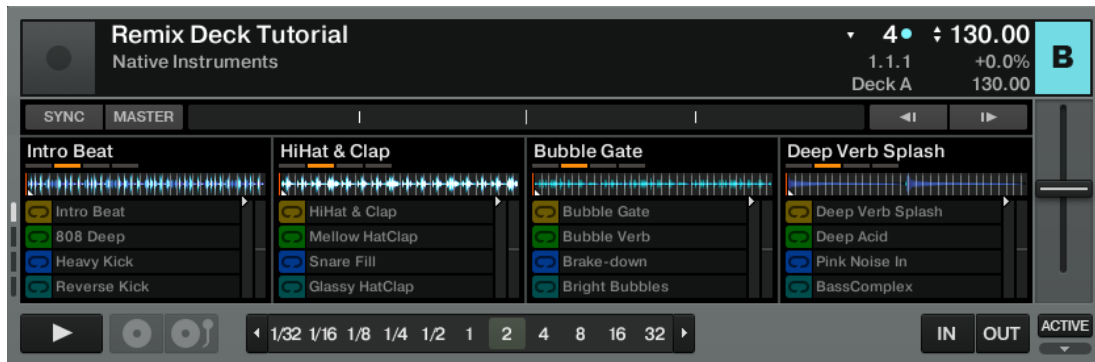 Remix Deck Tutorial
4
130.00
B
Native Instruments
1.1.1
+0.0%
Deck A
130.00
SYNC
MASTER
Intro Beat
HiHat & Clap
Bubble Gate
Deep Verb Splash
Intro Beat
HiHat & Clap
Bubble Gate
Deep Verb Splash
808 Deep
Mellow HatClap
Bubble Verb
Deep Acid
Heavy Kick
Snare Fill
Brake-down
Pink Noise In
Reverse Kick
Glassy HatClap
Bright Bubbles
BassComplex
1/32 1/16 1/8 1/4 1/2 1 2 4 8 16 32
IN
OUT
ACTIVE